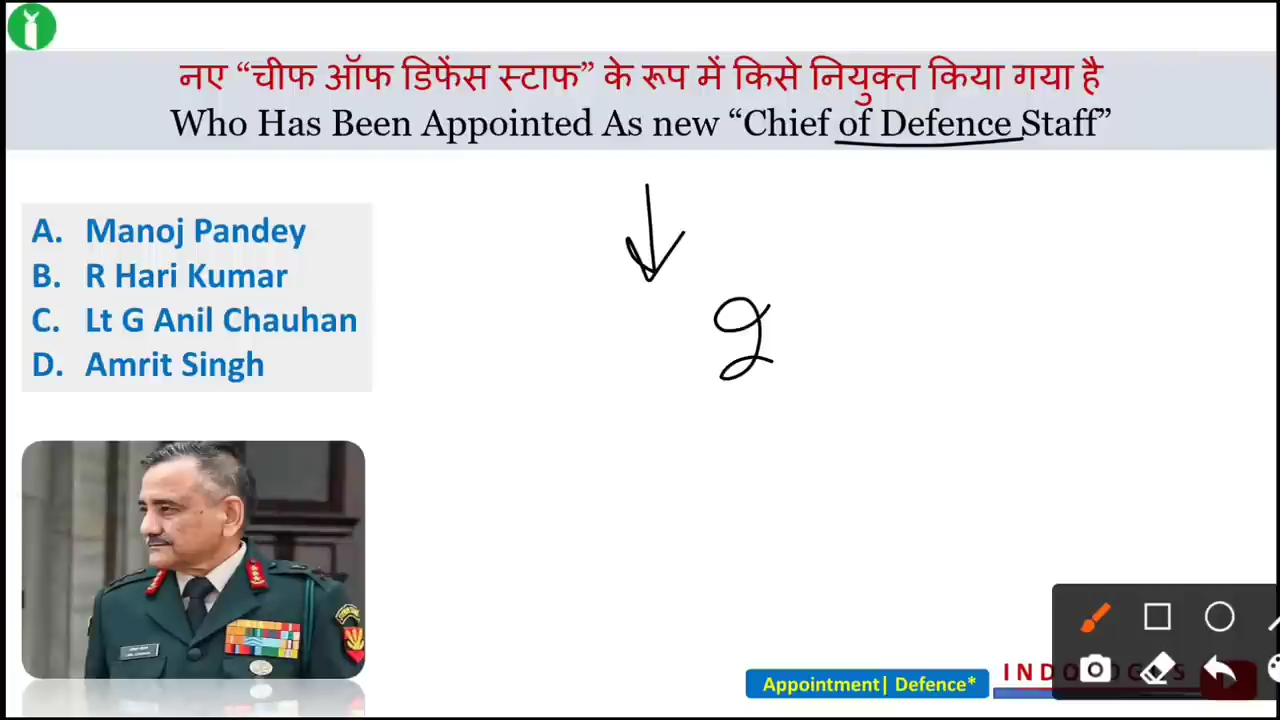 नए “चीफ ऑफ डिफेंस स्टाफ” के रूप में किसे नियुक्त किया गया है
Who Has Been Appointed As new “Chief of Defence Staff”
A. Manoj Pandey
B. R Hari Kumar
C. Lt G Anil Chauhan
D. Amrit Singh
2
Appointment| Defence*